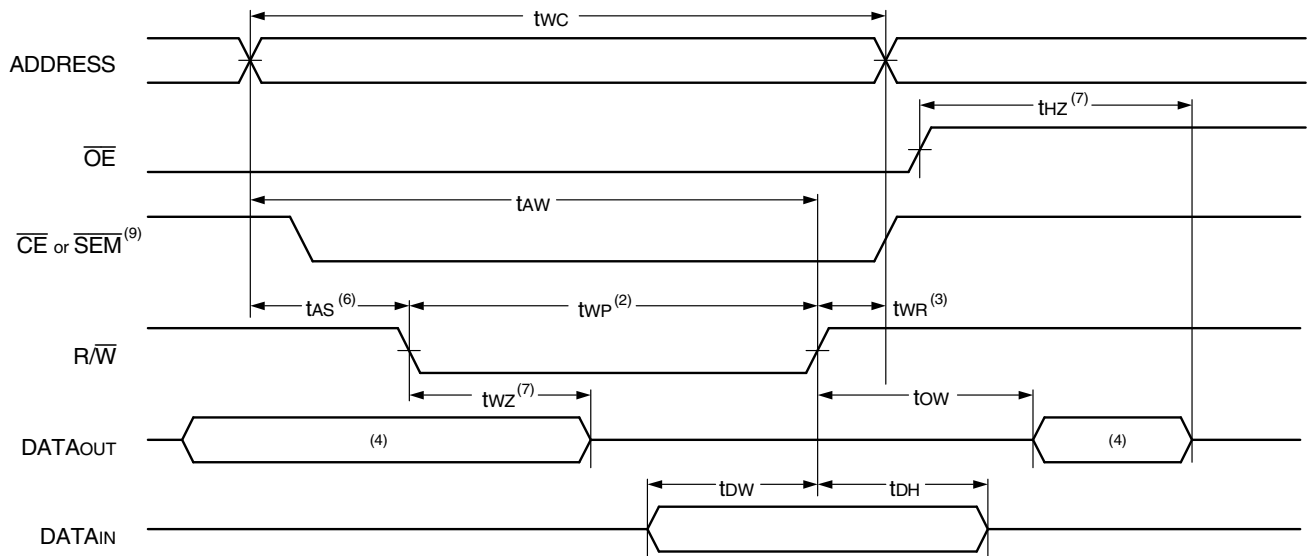 tWC
ADDRESS
tHZ (7)
OE
tAW
CE or SEM (9)
tAS (6)
tWP (2)
tWR (3)
R/W
tWZ (7)
tOW
DATAOUT
(4)
(4)
tDW
tDH
DATAIN